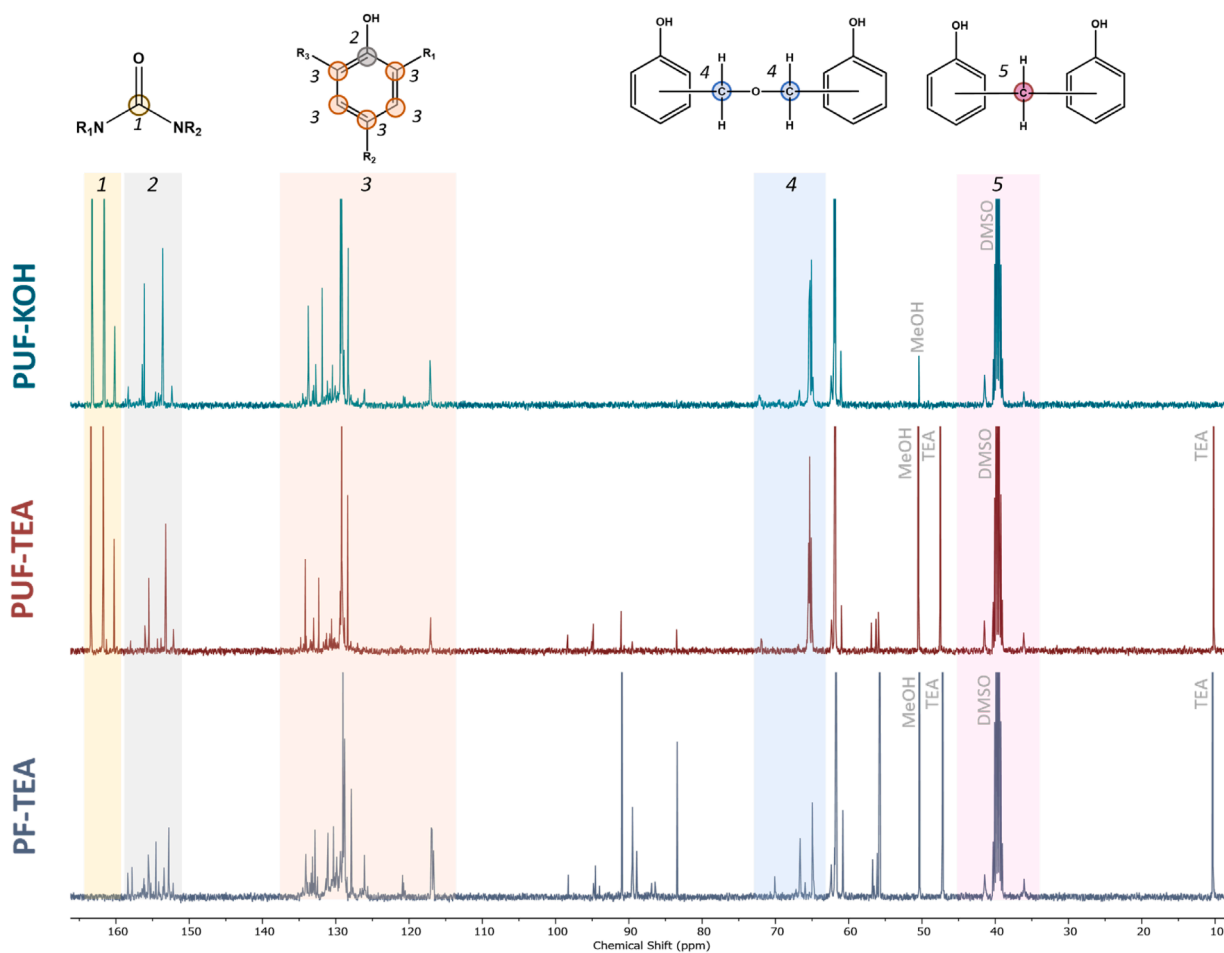 O
R₁N
NR₂
1
OH
2
R₃
R₁
3
3
3
3
3
R₂
OH
OH
H
H
4
4
C
O
C
H
H
OH
OH
H
5
C
H
1
2
3
4
5
PUF-KOH
MeOH
DMSO
PUF-TEA
MeOH
TEA
DMSO
TEA
PF-TEA
MeOH
TEA
DMSO
TEA
160
150
140
130
120
110
100
90
80
70
60
50
40
30
20
10
Chemical Shift (ppm)